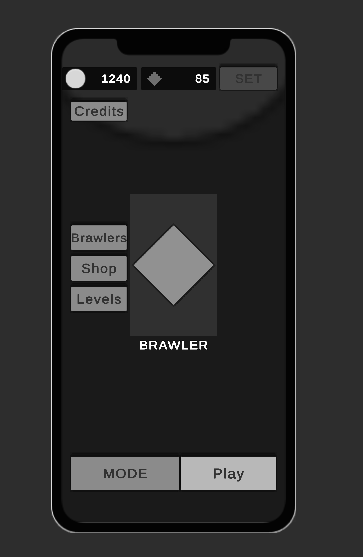 1240 85 SET
Credits
Brawlers
Shop
Levels
BRAWLER
MODE Play